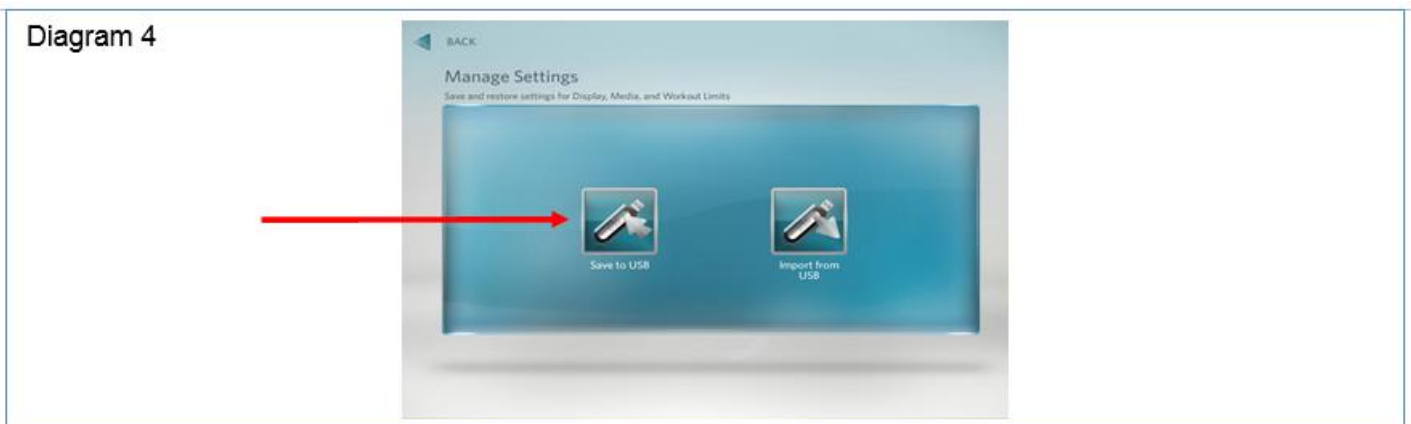 Diagram 4
BACK
Manage Settings
Save and restore settings for Display, Media, and Workout Limits
Save to USB
Import from
USB